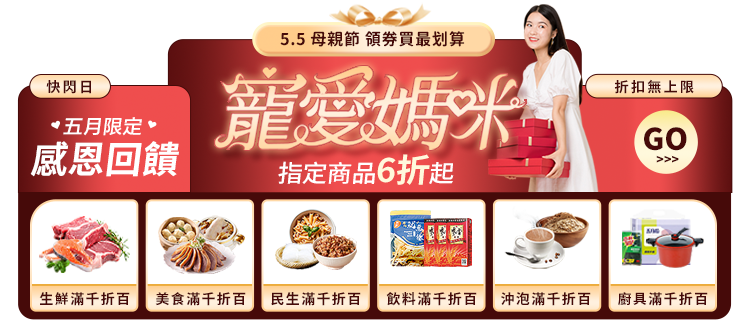 5.5 母親節 領券買最划算
快閃日
五月限定
感恩回饋
寵愛媽咪
指定商品6折起
折扣無上限
GO
>>>
生鮮滿千折百
美食滿千折百
民生滿千折百
飲料滿千折百
沖泡滿千折百
廚具滿千折百